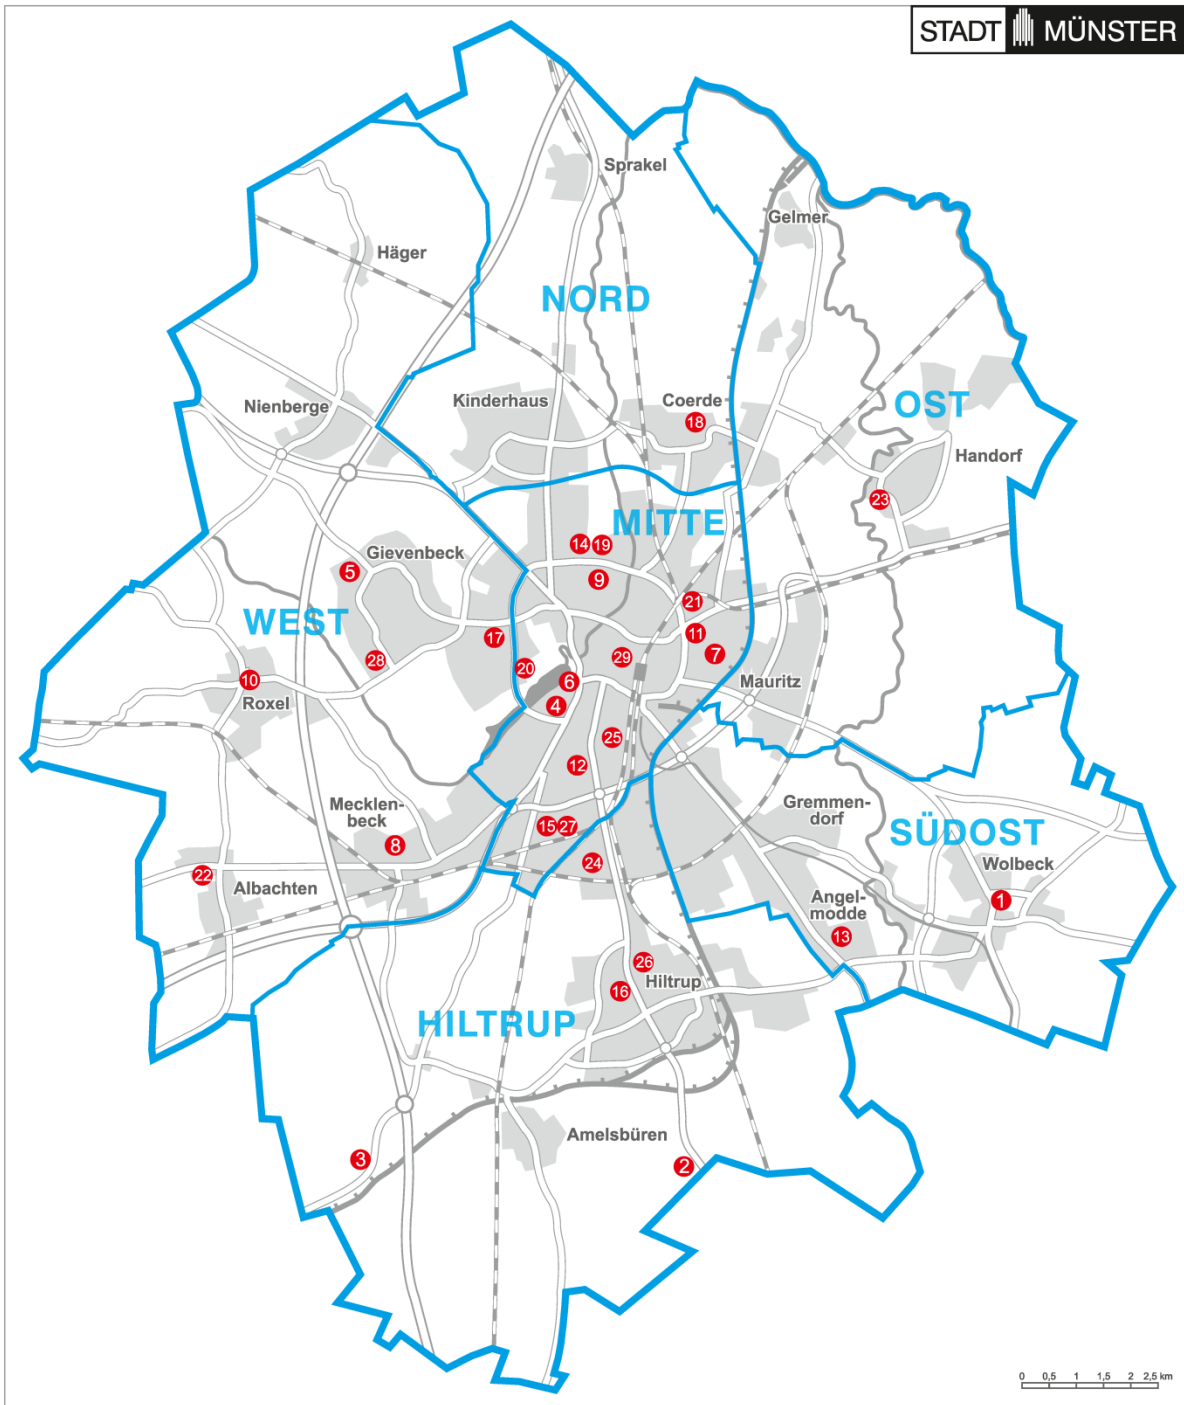 STADT MÜNSTER
Sprakel
Gelmer
Häger
NORD
Kinderhaus
Coerde
Nienberge
18
OST
Handorf
23
MITTE
14 19
Gievenbeck
5
9
21
WEST
17
11
7
28
20
29
10
6
Mauritz
Roxel
4
25
12
Mecklen-
beck
8
15 27
Gremmen-
dorf
SÜDOST
24
Wolbeck
22
Albachten
1
Angel-
modde
13
26
Hiltrup
16
HILTRUP
Amelsbüren
3
2
0 0,5 1 1,5 2 2,5 km